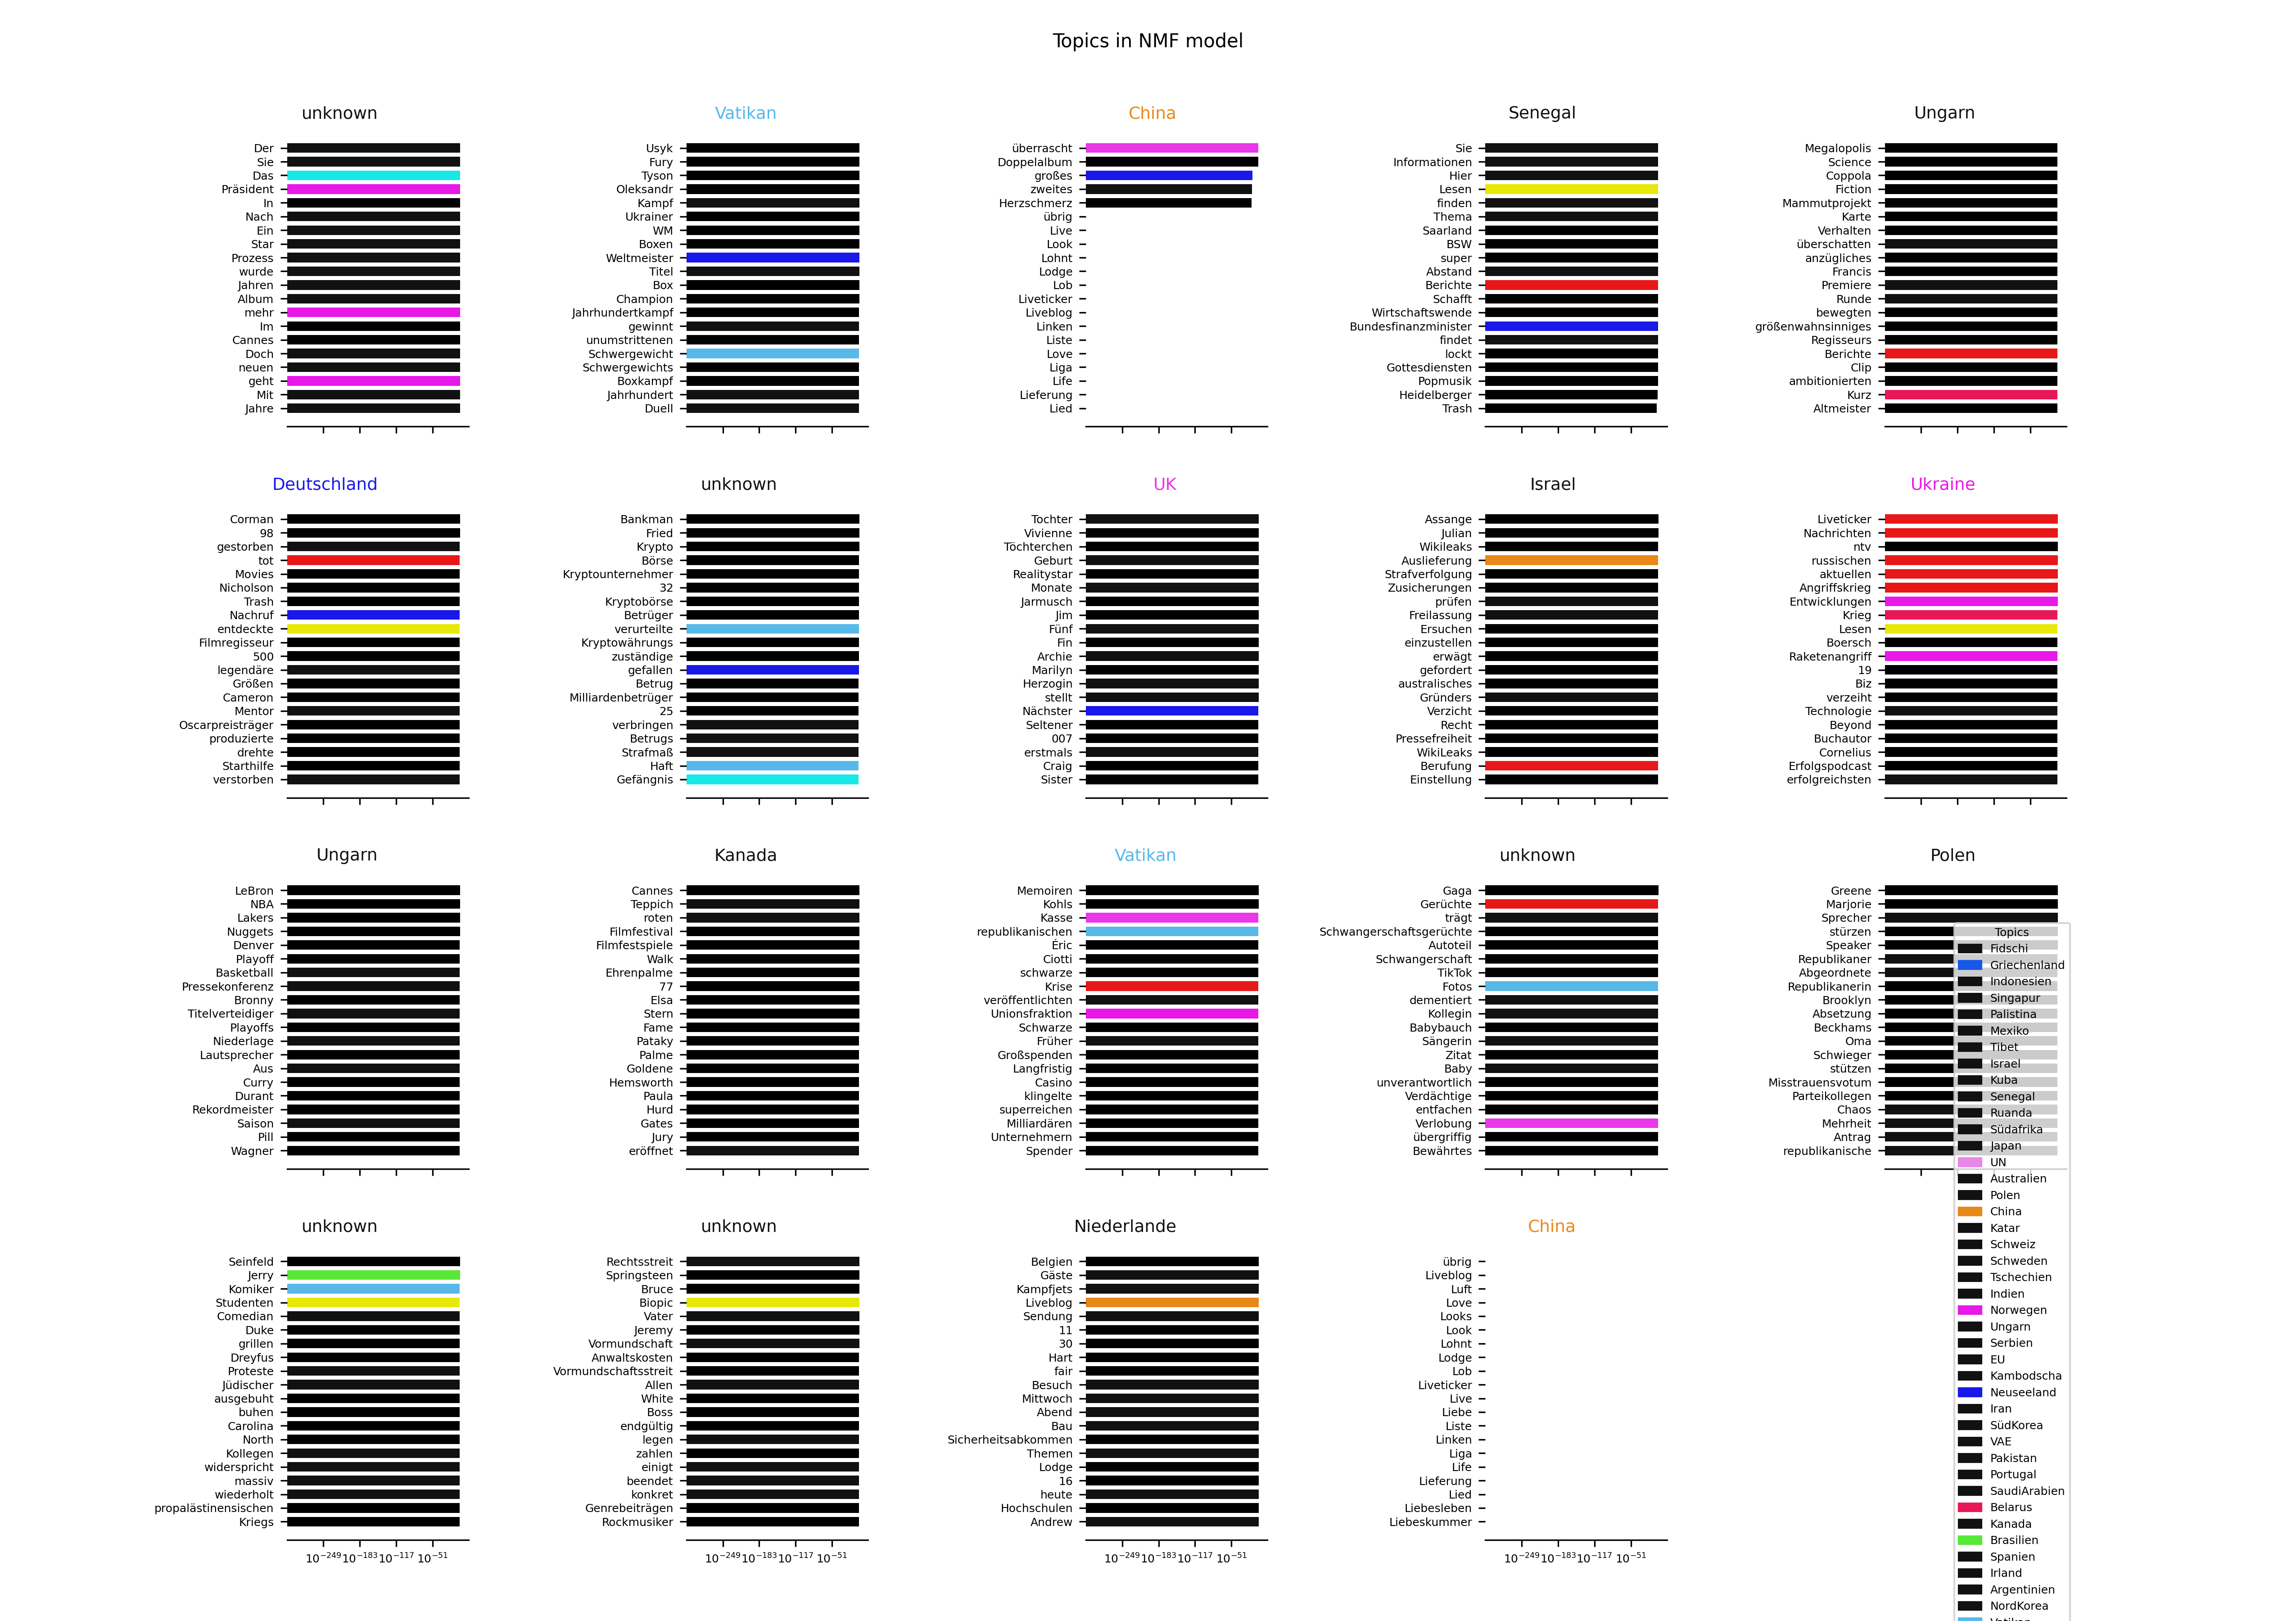 Topics in NMF model
unknown
Der
Sie
Das
Präsident
In
Nach
Ein
Star
Prozess
wurde
Jahren
Album
mehr
Im
Cannes
Doch
neuen
geht
Mit
Jahre
Vatikan
Usyk
Fury
Tyson
Oleksandr
Kampf
Ukrainer
WM
Boxen
Weltmeister
Titel
Box
Champion
Jahrhundertkampf
gewinnt
unumstrittenen
Schwergewicht
Schwergewichts
Boxkampf
Jahrhundert
Duell
China
überrascht
Doppelalbum
großes
zweites
Herzschmerz
übrig
Live
Look
Lohnt
Lodge
Lob
Liveticker
Liveblog
Linken
Liste
Love
Liga
Life
Lieferung
Lied
Senegal
Sie
Informationen
Hier
Lesen
finden
Thema
Saarland
BSW
super
Abstand
Berichte
Schafft
Wirtschaftswende
Bundesfinanzminister
findet
lockt
Gottesdiensten
Popmusik
Heidelberger
Trash
Ungarn
Megalopolis
Science
Coppola
Fiction
Mammutprojekt
Karte
Verhalten
überschatten
anzügliches
Francis
Premiere
Runde
bewegten
größenwahnsinniges
Regisseurs
Berichte
Clip
ambitionierten
Kurz
Altmeister
Deutschland
Corman
98
gestorben
tot
Movies
Nicholson
Trash
Nachruf
entdeckte
Filmregisseur
500
legendäre
Größen
Cameron
Mentor
Oscarpreisträger
produzierte
drehte
Starthilfe
verstorben
unknown
Bankman
Fried
Krypto
Börse
Kryptounternehmer
32
Kryptobörse
Betrüger
verurteilte
Kryptowährungs
zuständige
gefallen
Betrug
Milliardenbetrüger
25
verbringen
Betrugs
Strafmaß
Haft
Gefängnis
UK
Tochter
Vivienne
Töchterchen
Geburt
Realitystar
Monate
Jarmusch
Jim
Fünf
Fin
Archie
Marilyn
Herzogin
stellt
Nächster
Seltener
007
erstmals
Craig
Sister
Israel
Assange
Julian
Wikileaks
Auslieferung
Strafverfolgung
Zusicherungen
prüfen
Freilassung
Ersuchen
einzustellen
erwägt
gefordert
australisches
Gründers
Verzicht
Recht
Pressefreiheit
WikiLeaks
Berufung
Einstellung
Ukraine
Liveticker
Nachrichten
ntv
russischen
aktuellen
Angriffskrieg
Entwicklungen
Krieg
Lesen
Boersch
Raketenangriff
19
Biz
verzeiht
Technologie
Beyond
Buchautor
Cornelius
Erfolgspodcast
erfolgreichsten
Ungarn
LeBron
NBA
Lakers
Nuggets
Denver
Playoff
Basketball
Pressekonferenz
Bronny
Titelverteidiger
Playoffs
Niederlage
Lautsprecher
Aus
Curry
Durant
Rekordmeister
Saison
Pill
Wagner
Kanada
Cannes
Teppich
roten
Filmfestival
Filmfestspiele
Walk
Ehrenpalme
77
Elsa
Stern
Fame
Pataky
Palme
Goldene
Hemsworth
Paula
Hurd
Gates
Jury
eröffnet
Vatikan
Memoiren
Kohls
Kasse
republikanischen
Éric
Ciotti
schwarze
Krise
veröffentlichten
Unionsfraktion
Schwarze
Früher
Großspenden
Langfristig
Casino
klingelte
superreichen
Milliardären
Unternehmern
Spender
unknown
Gaga
Gerüchte
trägt
Schwangerschaftsgerüchte
Autoteil
Schwangerschaft
TikTok
Fotos
dementiert
Kollegin
Babybauch
Sängerin
Zitat
Baby
unverantwortlich
Verdächtige
entfachen
Verlobung
übergriffig
Bewährtes
Polen
Greene
Marjorie
Sprecher
stürzen
Speaker
Republikaner
Abgeordnete
Republikanerin
Brooklyn
Absetzung
Beckhams
Oma
Schwieger
stützen
Misstrauensvotum
Parteikollegen
Chaos
Mehrheit
Antrag
republikanische
unknown
Seinfeld
Jerry
Komiker
Studenten
Comedian
Duke
grillen
Dreyfus
Proteste
Jüdischer
ausgebuht
buhen
Carolina
North
Kollegen
widerspricht
massiv
wiederholt
propalästinensischen
Kriegs
10⁻²⁴⁹ 10⁻¹⁸³ 10⁻¹¹⁷ 10⁻⁵¹
unknown
Rechtsstreit
Springsteen
Bruce
Biopic
Vater
Jeremy
Vormundschaft
Anwaltskosten
Vormundschaftsstreit
Allen
White
Boss
endgültig
legen
zahlen
einigt
beendet
konkret
Genrebeiträgen
Rockmusiker
10⁻²⁴⁹ 10⁻¹⁸³ 10⁻¹¹⁷ 10⁻⁵¹
Niederlande
Belgien
Gäste
Kampfjets
Liveblog
Sendung
11
30
Hart
fair
Besuch
Mittwoch
Abend
Bau
Sicherheitsabkommen
Themen
Lodge
16
heute
Hochschulen
Andrew
10⁻²⁴⁹ 10⁻¹⁸³ 10⁻¹¹⁷ 10⁻⁵¹
China
übrig
Liveblog
Luft
Love
Looks
Look
Lohnt
Lodge
Lob
Liveticker
Live
Liebe
Liste
Linken
Liga
Life
Lieferung
Lied
Liebesleben
Liebeskummer
10⁻²⁴⁹ 10⁻¹⁸³ 10⁻¹¹⁷ 10⁻⁵¹
Topics
Fidschi
Griechenland
Indonesien
Singapur
Palistina
Mexiko
Tibet
Israel
Kuba
Senegal
Ruanda
Südafrika
Japan
UN
Australien
Polen
China
Katar
Schweiz
Schweden
Tschechien
Indien
Norwegen
Ungarn
Serbien
EU
Kambodscha
Neuseeland
Iran
SüdKorea
VAE
Pakistan
Portugal
SaudiArabien
Belarus
Kanada
Brasilien
Spanien
Irland
Argentinien
NordKorea